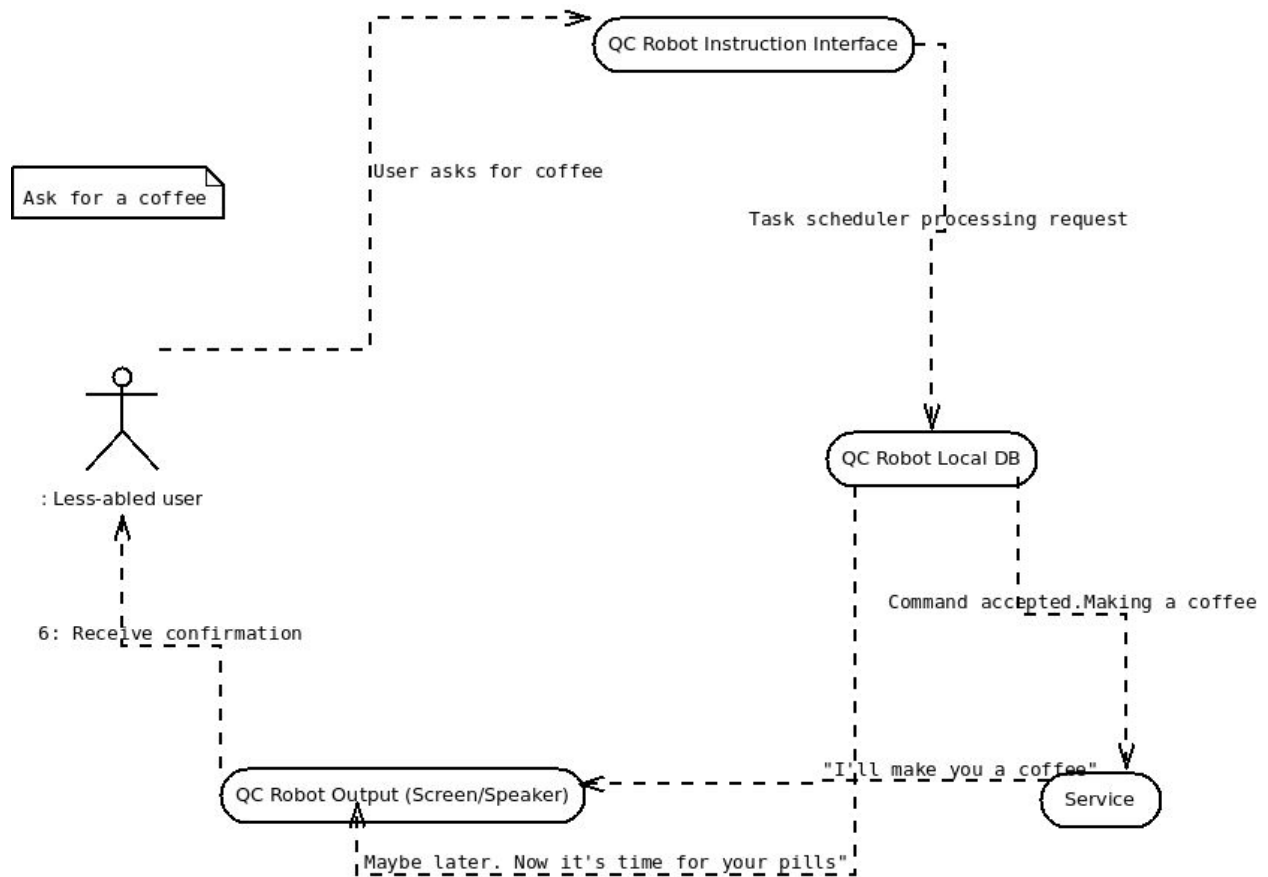 QC Robot Instruction Interface
User asks for coffee
Ask for a coffee
Task scheduler processing request
QC Robot Local DB
: Less-abled user
Command accepted.Making a coffee
6: Receive confirmation
"I'll make you a coffee"
QC Robot Output (Screen/Speaker)
Service
Maybe later. Now it's time for your pills"